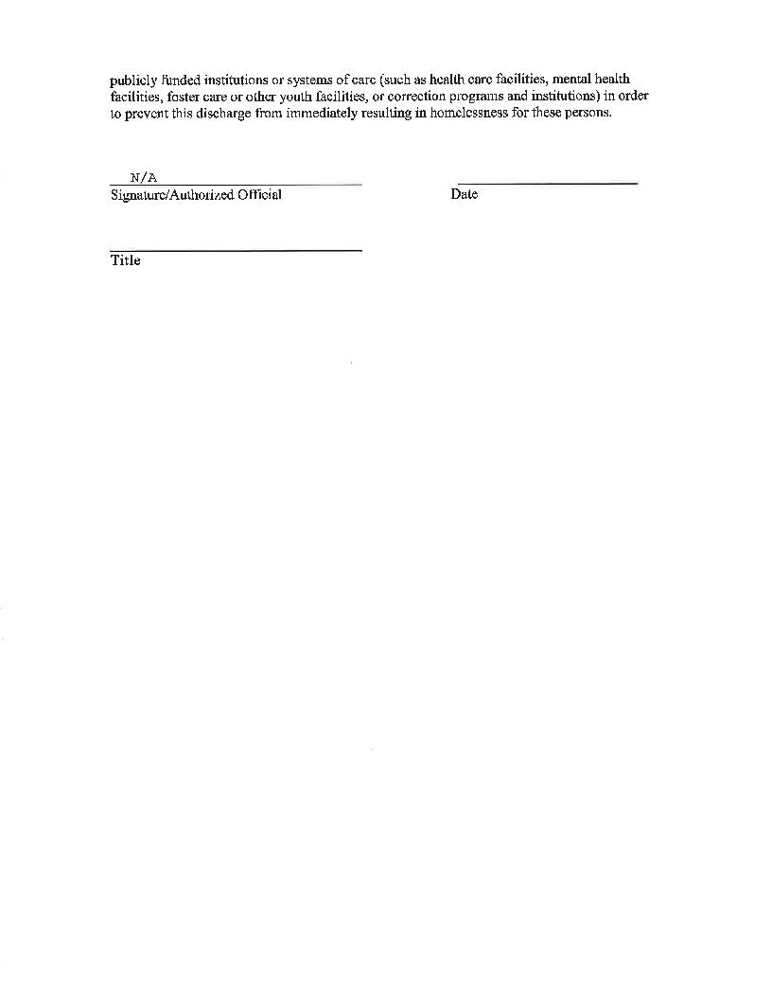 publicly funded institutions or systems of care (such as health care facilities, mental health
facilities, foster care or other youth facilities, or correction programs and institutions) in order
to prevent this discharge from immediately resulting in homelessness for these persons.
N/A
Signature/Authorized Official Date
Title